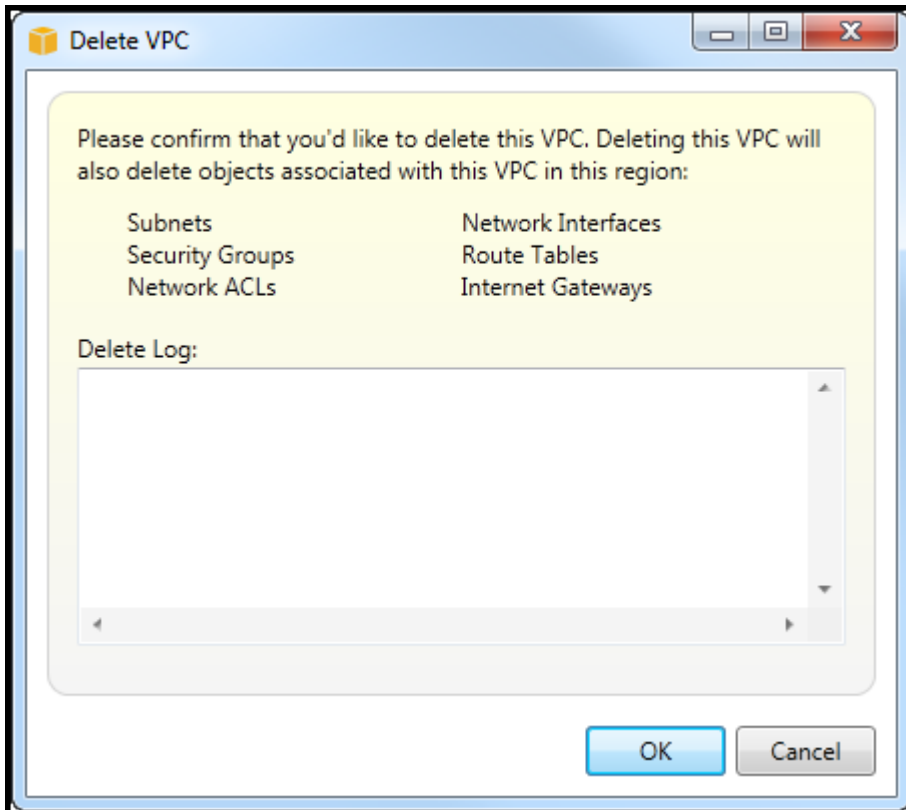 Delete VPC
Please confirm that you'd like to delete this VPC. Deleting this VPC will
also delete objects associated with this VPC in this region:
Subnets Network Interfaces
Security Groups Route Tables
Network ACLs Internet Gateways
Delete Log:
OK Cancel